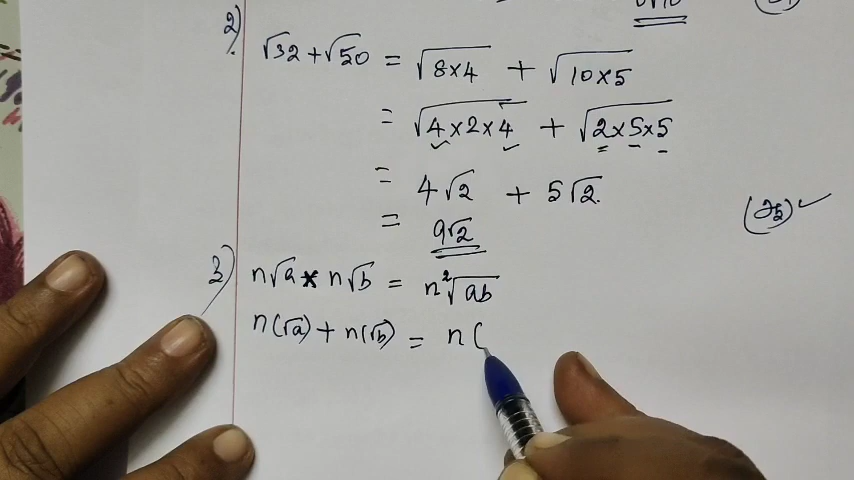 2) √32 + √50 = √8×4 + √10×5
= √4×2×4 + √2×5×5
= 4√2 + 5√2.
= 9√2
3) n√a * n√b = n²√ab
n(√a) + n(√b) = n(